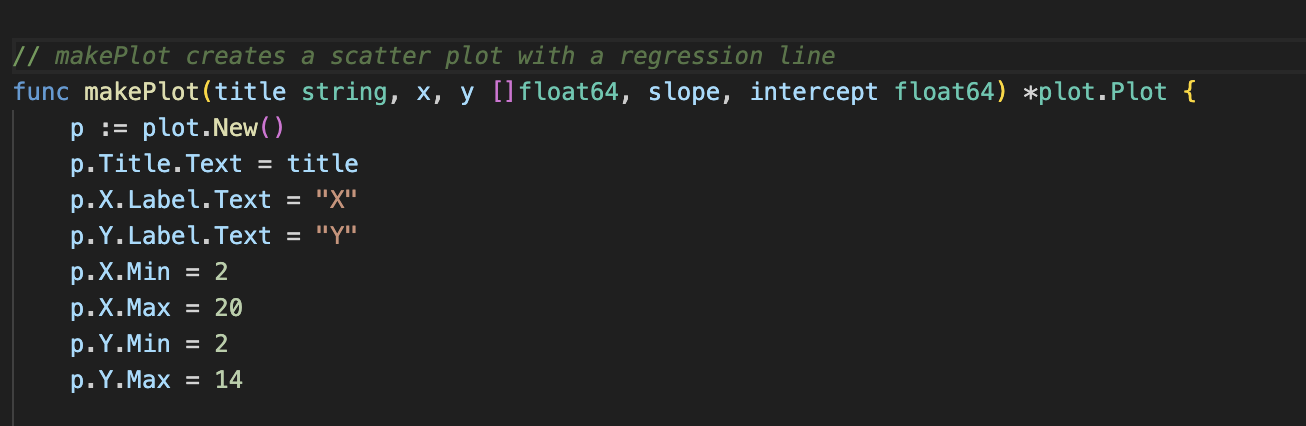 // makePlot creates a scatter plot with a regression line
func makePlot(title string, x, y []float64, slope, intercept float64) *plot.Plot {
    p := plot.New()
    p.Title.Text = title
    p.X.Label.Text = "X"
    p.Y.Label.Text = "Y"
    p.X.Min = 2
    p.X.Max = 20
    p.Y.Min = 2
    p.Y.Max = 14